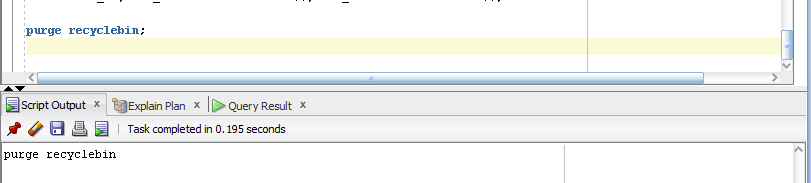 purge recyclebin;
Script Output x Explain Plan x Query Result x
Task completed in 0.195 seconds
purge recyclebin